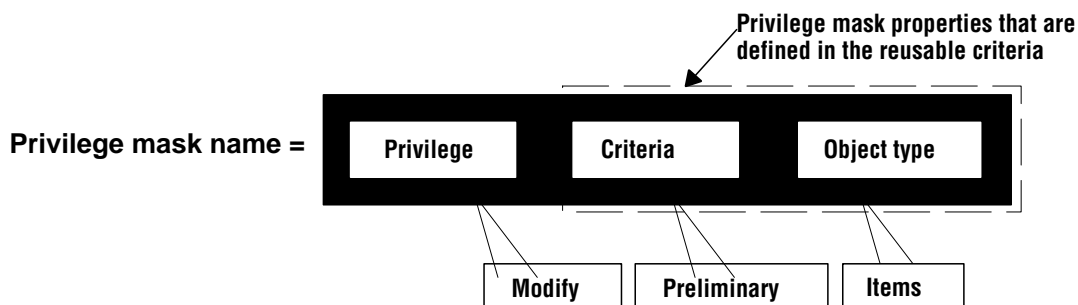 Privilege mask properties that are
defined in the reusable criteria
Privilege mask name =
Privilege
Criteria
Object type
Modify
Preliminary
Items